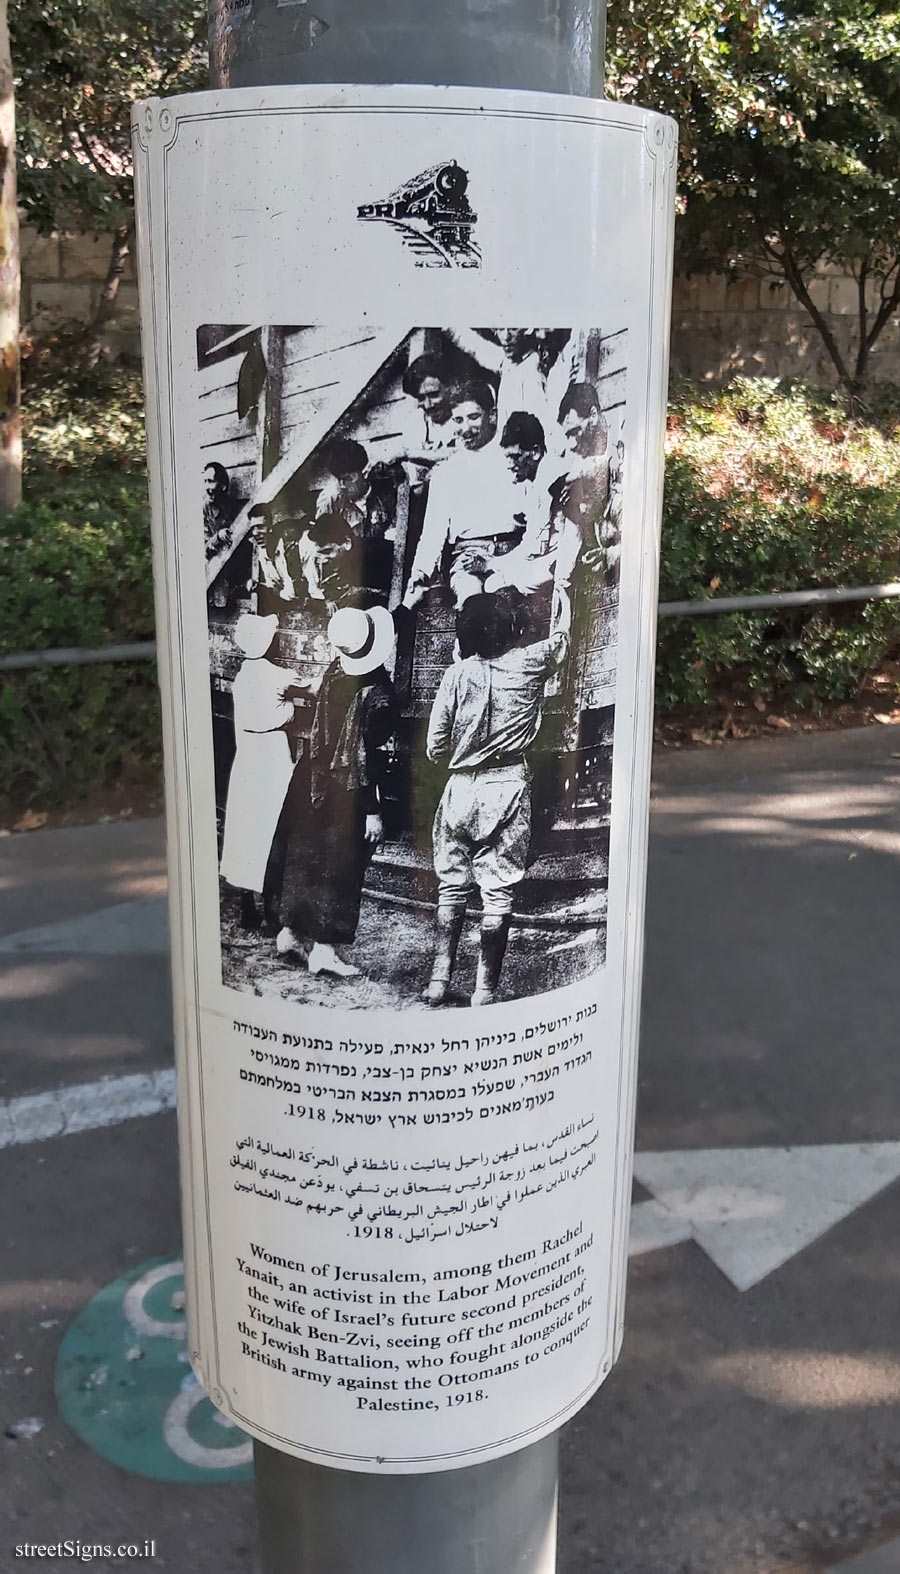 PR
ES
בנות ירושלים, ביניהן רחל ינאית, פעילה בתנועת העבודה
ולימים אשת הנשיא יצחק בן-צבי, נפרדות ממגויסי
הגדוד העברי, שפעלו במסגרת הצבא הבריטי במלחמתם
בעות'מאנים לכיבוש ארץ ישראל, 1918.
نساء القدس، بما فيهن راحيل ينائيت، ناشطة في الحركة العمالية التي
اصبحت فيما بعد زوجة الرئيس يتسحاق بن تسفي، يودّعن مجندي الفيلق
العبري الذين عملوا في اطار الجيش البريطاني في حربهم ضد العثمانيين
لاحتلال اسرائيل، 1918.
Women of Jerusalem, among them Rachel
Yanait, an activist in the Labor Movement and
the wife of Israel's future second president,
Yitzhak Ben-Zvi, seeing off the members of
the Jewish Battalion, who fought alongside the
British army against the Ottomans to conquer
Palestine, 1918.
streetSigns.co.il